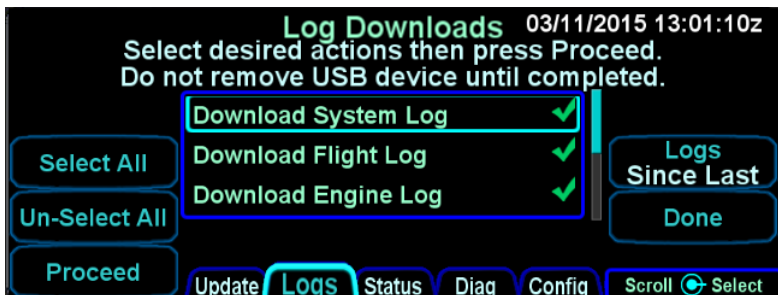 Log Downloads 03/11/2015 13:01:10z
Select desired actions then press Proceed.
Do not remove USB device until completed.
Download System Log
Download Flight Log
Download Engine Log
Select All
Un-Select All
Proceed
Logs
Since Last
Done
Update Logs Status Diag Config Scroll Select